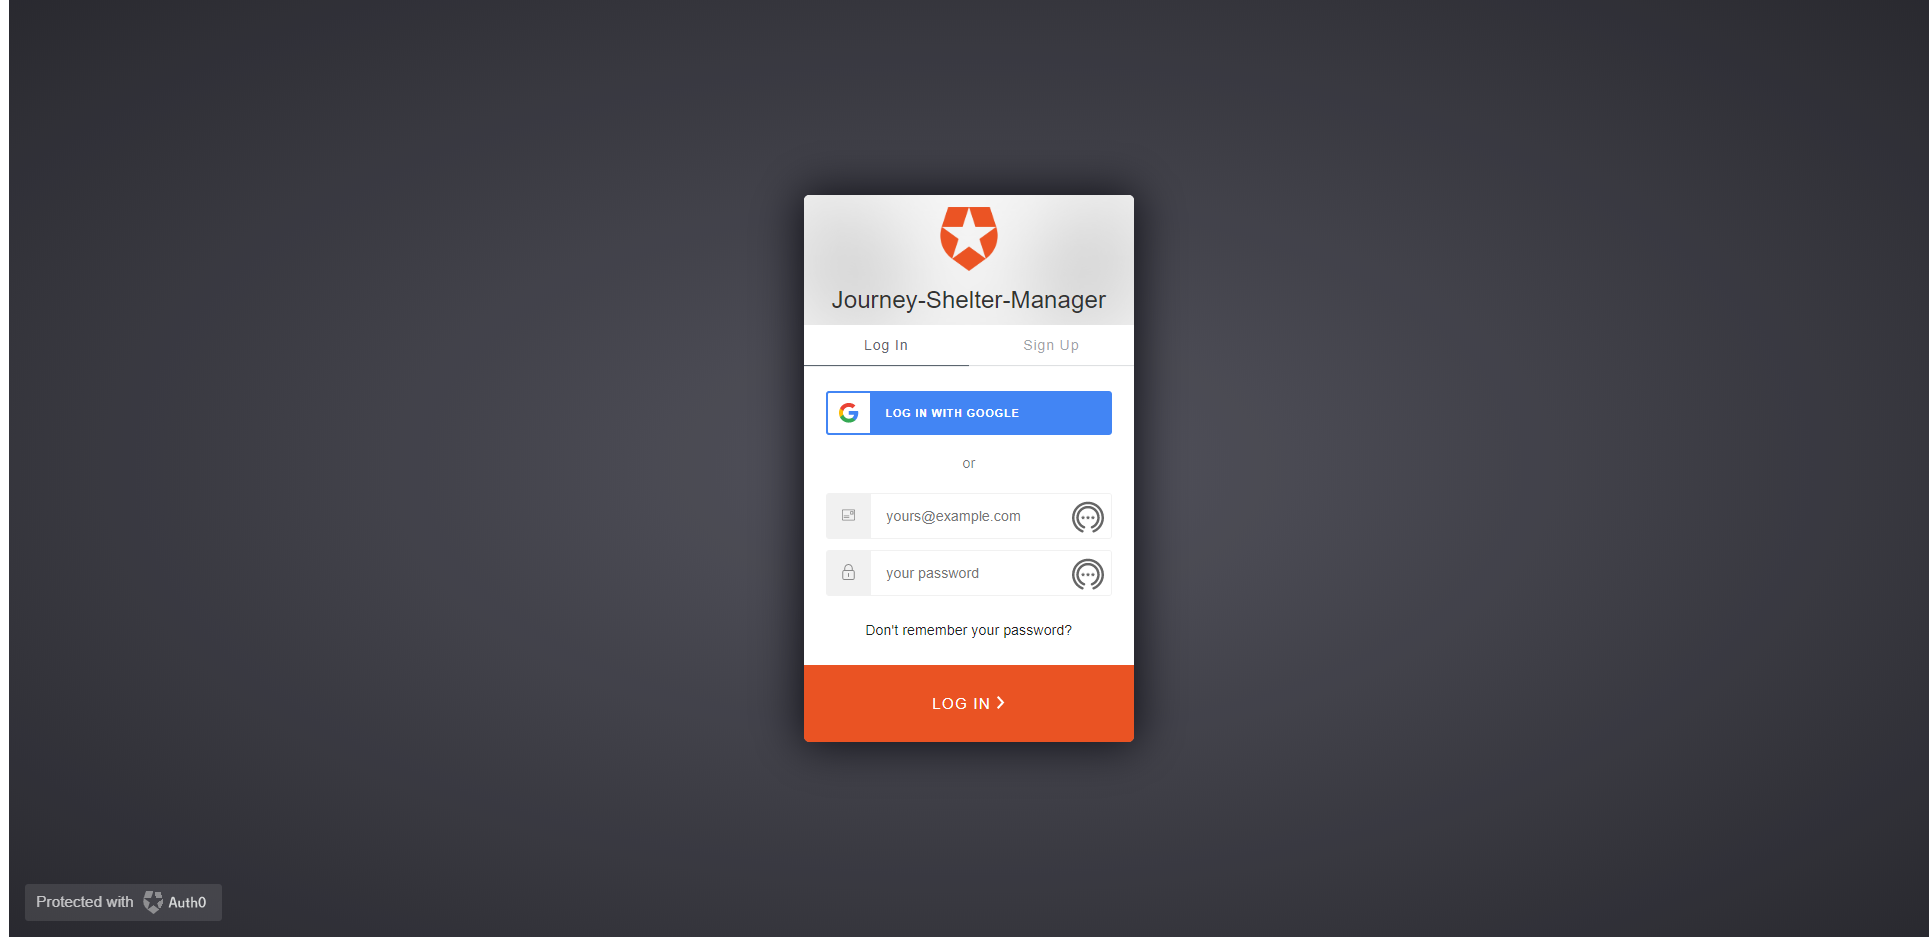 Journey-Shelter-Manager
Log In
Sign Up
LOG IN WITH GOOGLE
or
yours@example.com
your password
Don't remember your password?
LOG IN
Protected with Auth0